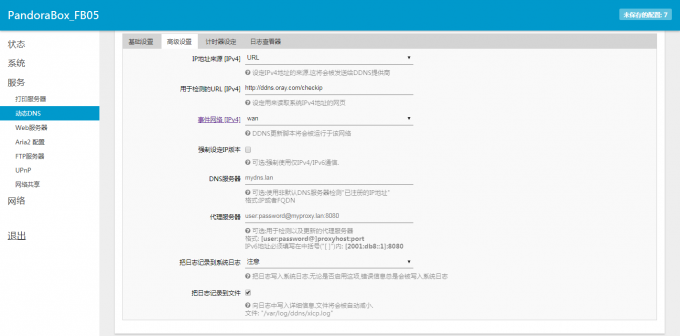 PandoraBox_FB05
未保存的配置: 7
状态
系统
服务
打印服务器
动态DNS
Web服务器
Aria2 配置
FTP服务器
UPnP
网络共享
网络
退出
基础设置 高级设置 计时器设定 日志查看器
IP地址来源 [IPv4] URL
设定IPv4地址的来源,这将会被发送给DDNS提供商
用于检测的URL [IPv4] http://ddns.oray.com/checkip
设定用来读取系统IPv4地址的网页
事件网络 [IPv4] wan
DDNS更新脚本将会被运行于该网络
强制设定IP版本
可选:强制使用仅IPv4/IPv6通信.
DNS服务器 mydns.lan
可选:使用非默认DNS服务器检测"已注册的IP地址"
格式:IP或者FQDN
代理服务器 user:password@myproxy.lan:8080
可选:用于检测以及更新的代理服务器
格式: [user:password@]proxyhost:port
IPv6地址必须填写在中括号("[ ]")内: [2001:db8::1]:8080
把日志记录到系统日志 注意
把日志写入系统日志.无论是否启用这项,错误信息总是会被写入系统日志
把日志记录到文件
向日志中写入详细信息,文件将会被自动减小.
文件: "/var/log/ddns/xicp.log"